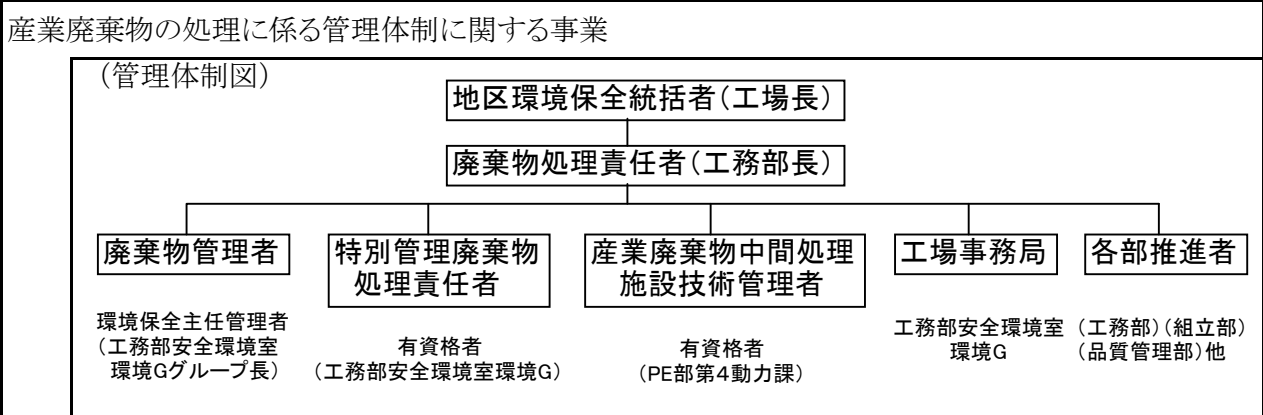 産業廃棄物の処理に係る管理体制に関する事業
（管理体制図）
地区環境保全統括者（工場長）
廃棄物処理責任者（工務部長）
廃棄物管理者
特別管理廃棄物
処理責任者
産業廃棄物中間処理
施設技術管理者
工場事務局
各部推進者
環境保全主任管理者
（工務部安全環境室
環境Gグループ長）
有資格者
（工務部安全環境室環境G）
有資格者
（PE部第4動力課）
工務部安全環境室
環境G
（工務部）（組立部）
（品質管理部）他